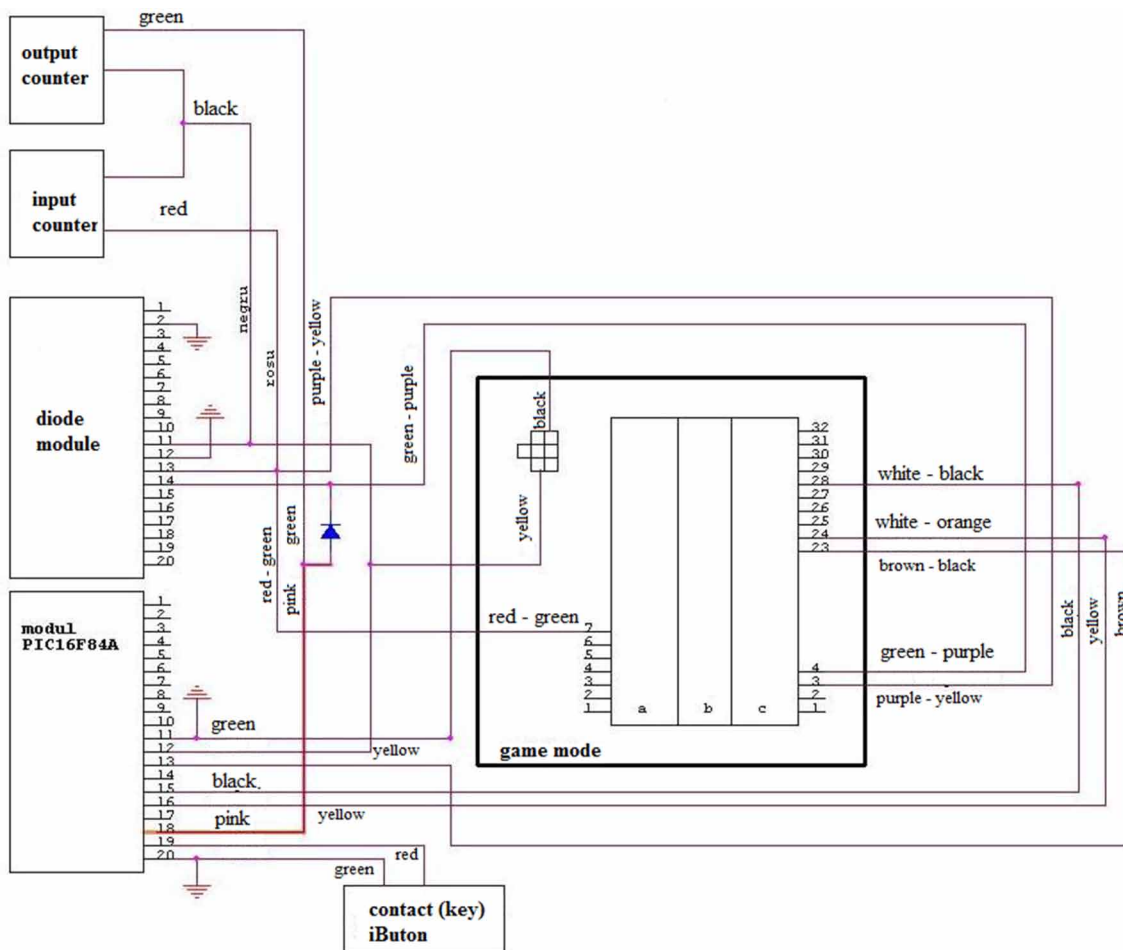 green
output
counter
black
input
counter
red
negru
rosu
purple - yellow
green - purple
diode
module
1
2
3
4
5
6
7
8
9
10
11
12
13
14
15
16
17
18
19
20
red - green
green
pink
black
yellow
32
31
30
29
28
27
26
25
24
23
white - black
white - orange
brown - black
black
yellow
brown
red - green
7
6
5
4
3
2
1
a
b
c
4
3
2
1
green - purple
purple - yellow
game mode
modul
PIC16F84A
1
2
3
4
5
6
7
8
9
10
11
12
13
14
15
16
17
18
19
20
green
yellow
black.
yellow
pink
red
green
contact (key)
iButon